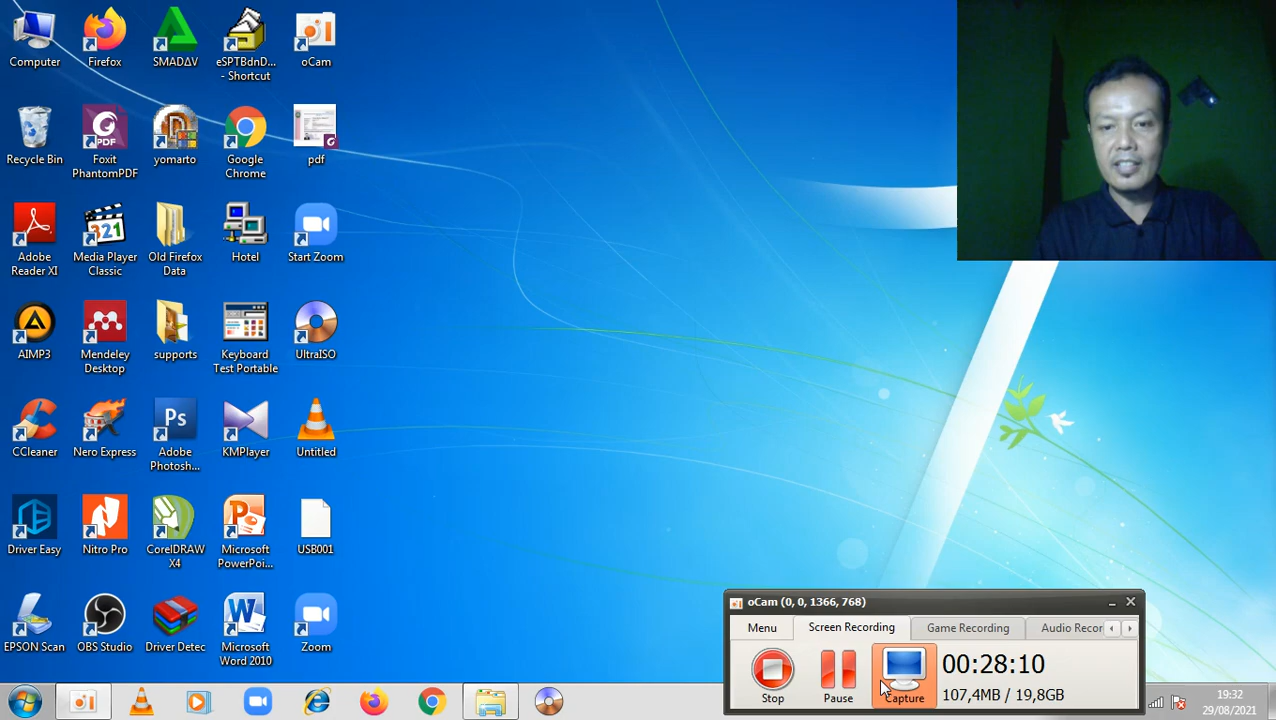 Computer
Firefox
SMADΔV
eSPTBdnD...
- Shortcut
oCam
Recycle Bin
Foxit
PhantomPDF
yomarto
Google
Chrome
pdf
Adobe
Reader XI
Media Player
Classic
Old Firefox
Data
Hotel
Start Zoom
AIMP3
Mendeley
Desktop
supports
Keyboard
Test Portable
UltraISO
CCleaner
Nero Express
Adobe
Photosh...
KMPlayer
Untitled
Driver Easy
Nitro Pro
CorelDRAW
X4
Microsoft
PowerPoi...
USB001
EPSON Scan
OBS Studio
Driver Detec
Microsoft
Word 2010
Zoom
PDF
321
Ps
oCam (0, 0, 1366, 768)
Menu
Screen Recording
Game Recording
Audio Recor
Stop
Pause
Capture
00:28:10
107,4MB / 19,8GB
19:32
29/08/2021